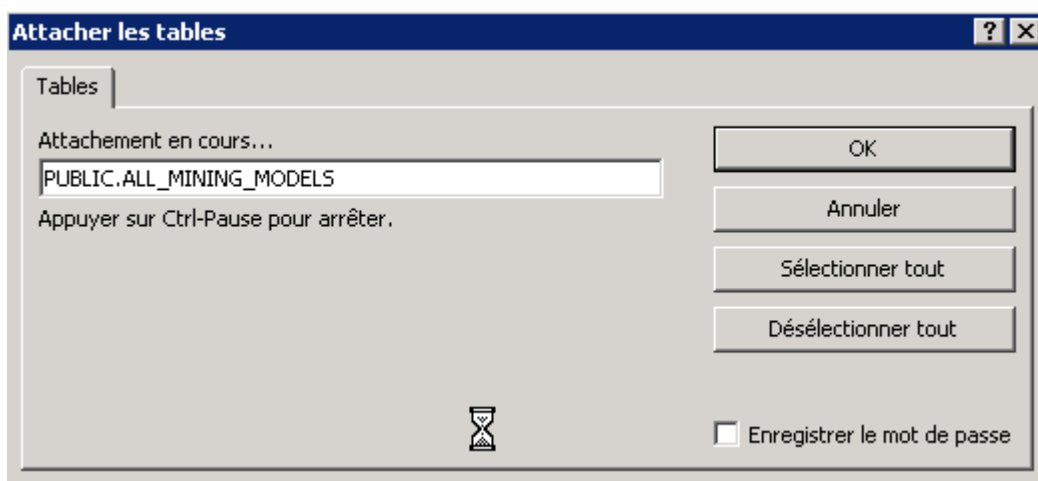 Attacher les tables
Tables
Attachement en cours...
PUBLIC.ALL_MINING_MODELS
Appuyer sur Ctrl-Pause pour arrêter.
OK
Annuler
Sélectionner tout
Désélectionner tout
Enregistrer le mot de passe